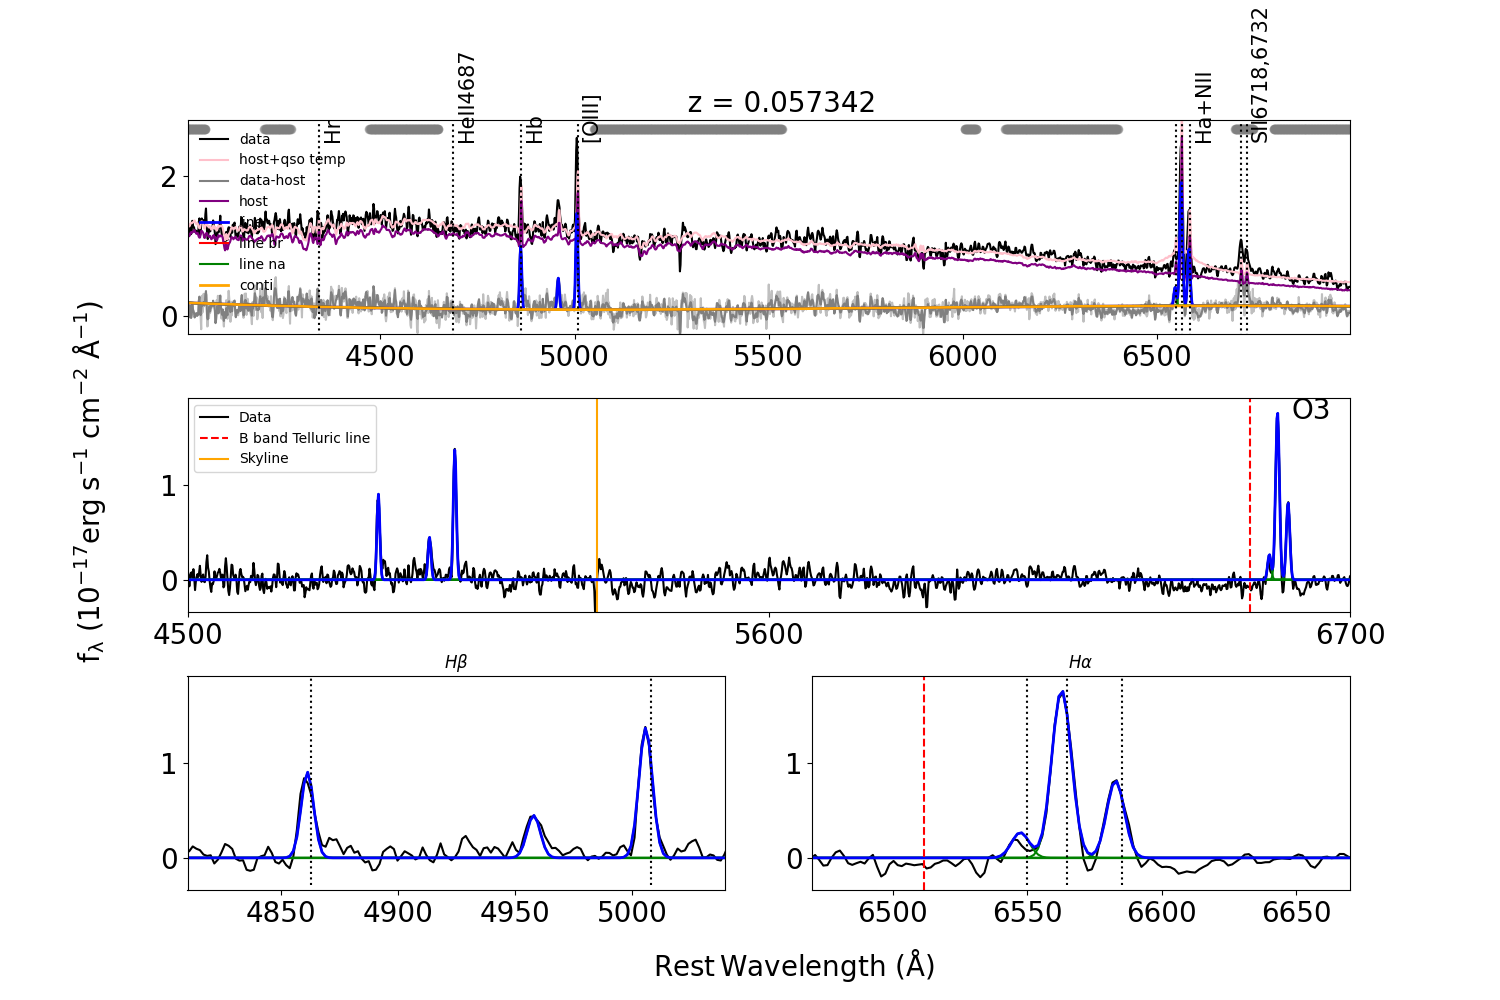 z = 0.057342
Hr
HeII4687
Hb
[OIII]
Ha+NII
SII6718,6732
data
host+qso temp
data-host
host
line
line br
line na
conti
2
0
4500
5000
5500
6000
6500
fλ (10⁻¹⁷erg s⁻¹ cm⁻² Å⁻¹)
Data
B band Telluric line
Skyline
O3
1
0
4500
5600
6700
Hβ
1
0
4850
4900
4950
5000
Hα
1
0
6500
6550
6600
6650
Rest Wavelength (Å)